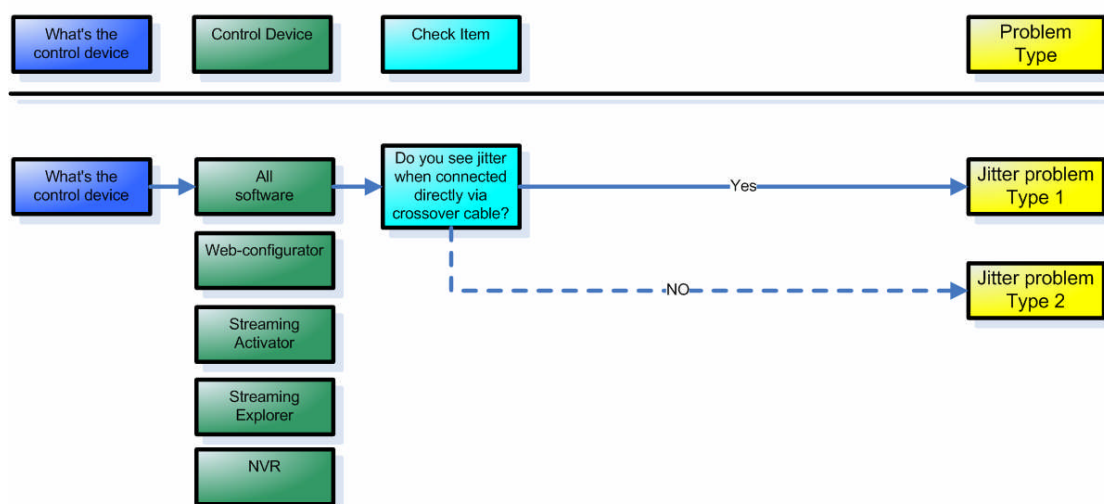 What's the
control device
Control Device
Check Item
Problem
Type
What's the
control device
All
software
Do you see jitter
when connected
directly via
crossover cable?
Yes
Jitter problem
Type 1
Web-configurator
NO
Jitter problem
Type 2
Streaming
Activator
Streaming
Explorer
NVR